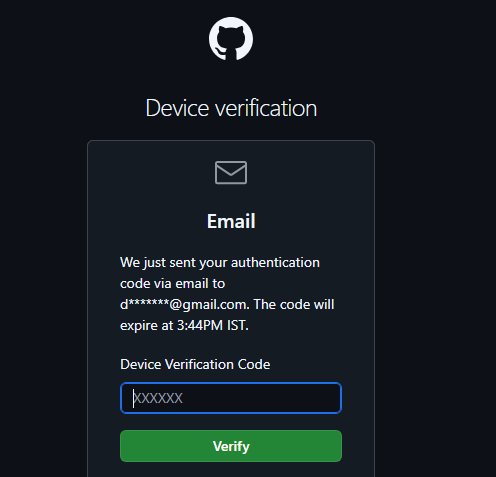 Device verification
Email
We just sent your authentication
code via email to
d*******@gmail.com. The code will
expire at 3:44PM IST.
Device Verification Code
XXXXXX
Verify